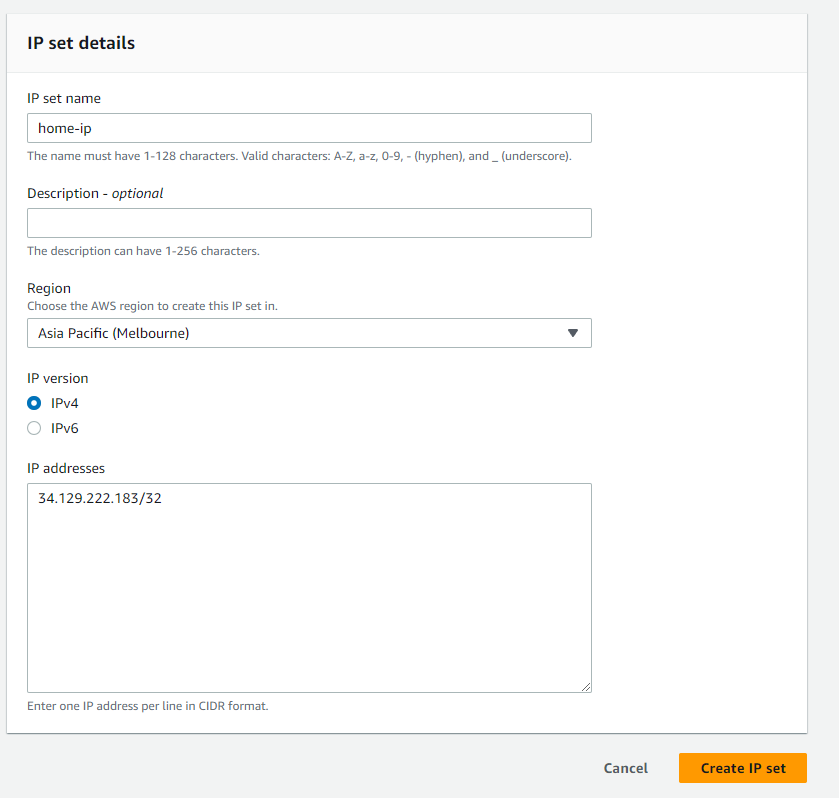 IP set details
IP set name
home-ip
The name must have 1-128 characters. Valid characters: A-Z, a-z, 0-9, - (hyphen), and _ (underscore).
Description - optional
The description can have 1-256 characters.
Region
Choose the AWS region to create this IP set in.
Asia Pacific (Melbourne)
IP version
IPv4
IPv6
IP addresses
34.129.222.183/32
Enter one IP address per line in CIDR format.
Cancel Create IP set